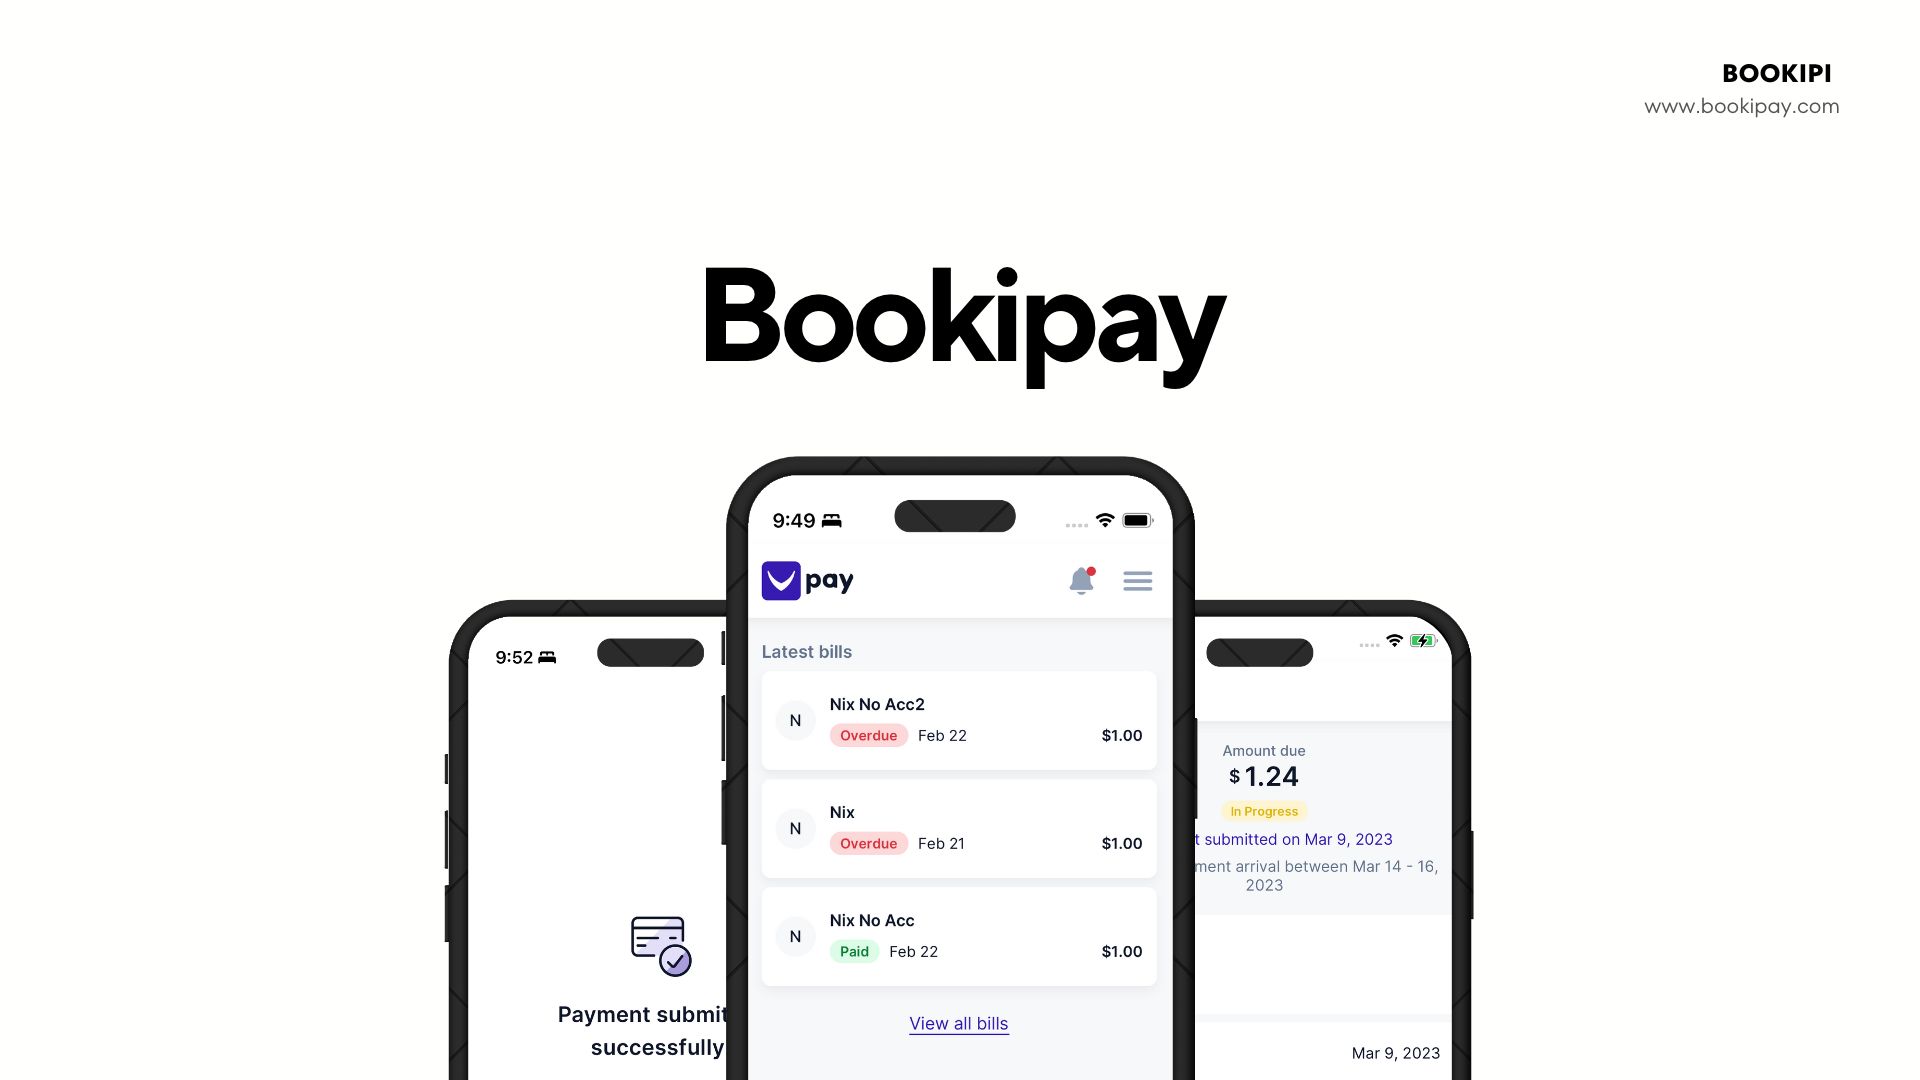 BOOKIPI
www.bookipay.com
Bookipay
9:49
pay
Latest bills
N
Nix No Acc2
Overdue Feb 22 $1.00
N
Nix
Overdue Feb 21 $1.00
N
Nix No Acc
Paid Feb 22 $1.00
View all bills
9:52
Payment
successfully
Amount due
$1.24
In Progress
submitted on Mar 9, 2023
arrival between Mar 14 - 16,
2023
Mar 9, 2023